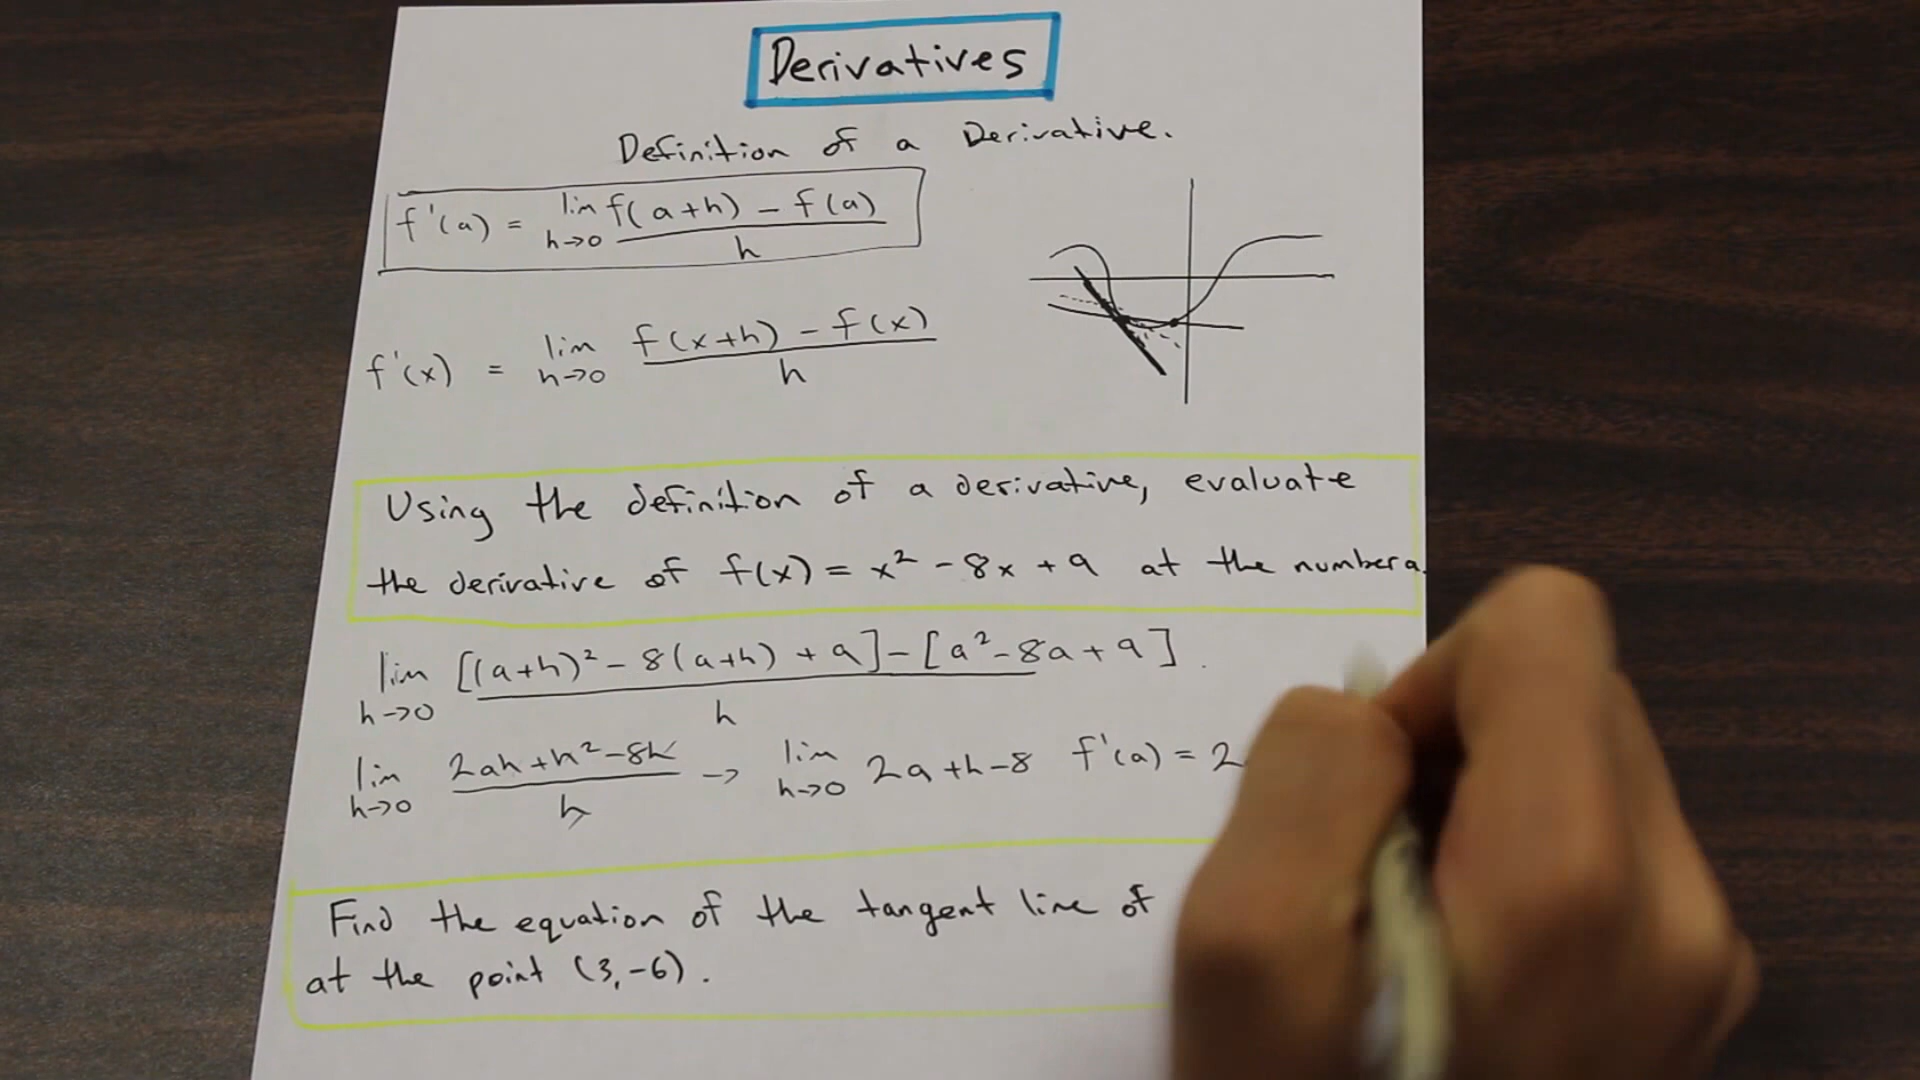 Derivatives
Definition of a Derivative.
f'(a) = lim h→0 f(a+h) - f(a) / h
f'(x) = lim h→0 f(x+h) - f(x) / h
Using the definition of a derivative, evaluate
the derivative of f(x) = x² - 8x + 9 at the number a.
lim h→0 [(a+h)² - 8(a+h) + 9] - [a² - 8a + 9] / h
lim h→0 2ah + h² - 8h / h → lim h→0 2a + h - 8 f'(a) = 2
Find the equation of the tangent line of
at the point (3, -6).